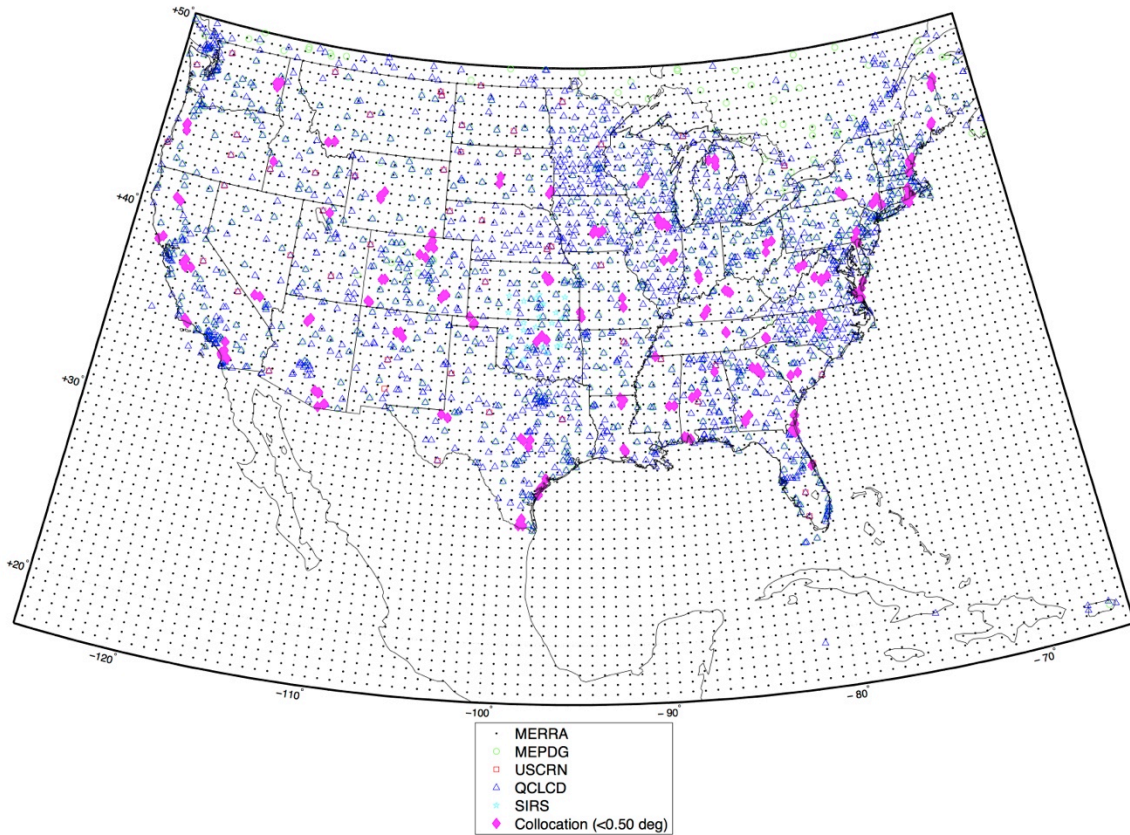 +50°
+40°
+30°
+20°
−120°
−110°
−100°
−90°
−80°
−70°
MERRA
MEPDG
USCRN
QCLCD
SIRS
Collocation (<0.50 deg)